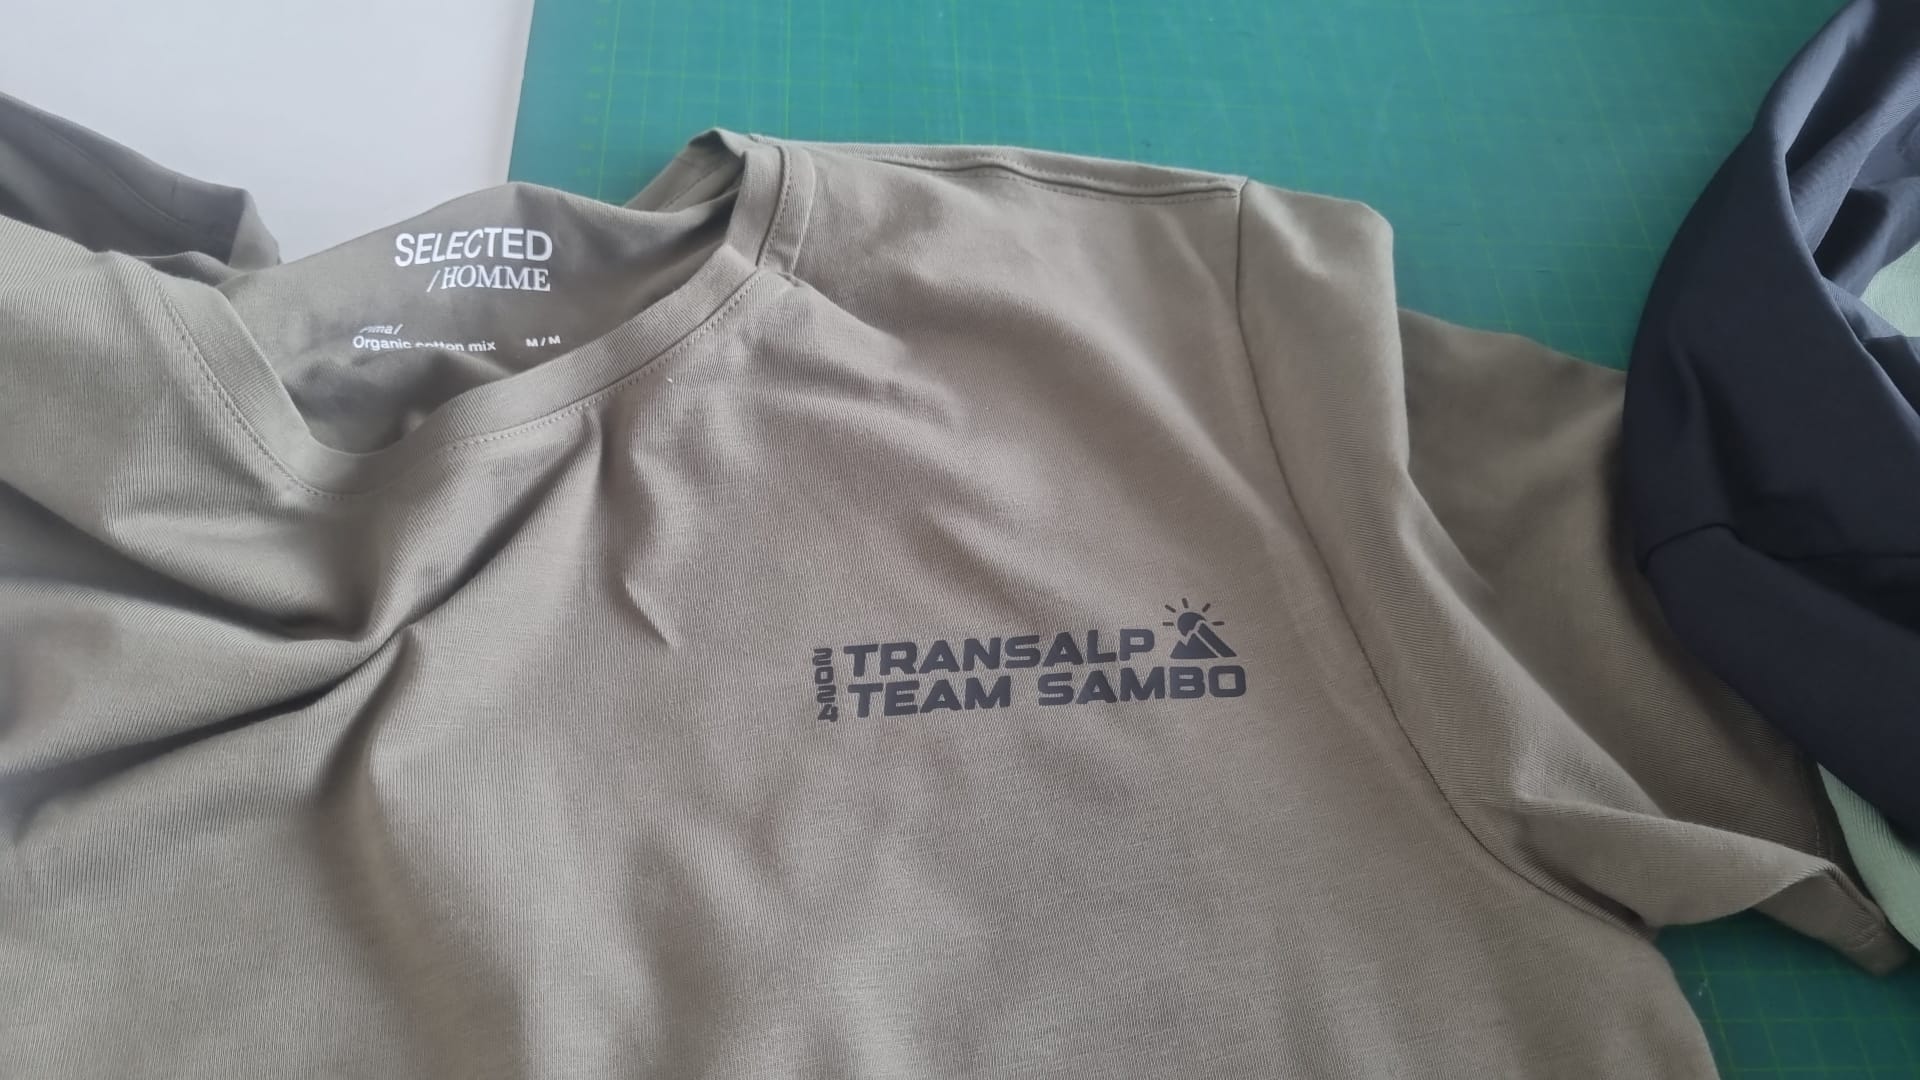 SELECTED
/HOMME
Organic cotton mix M/M
2024
TRANSALP
TEAM SAMBO